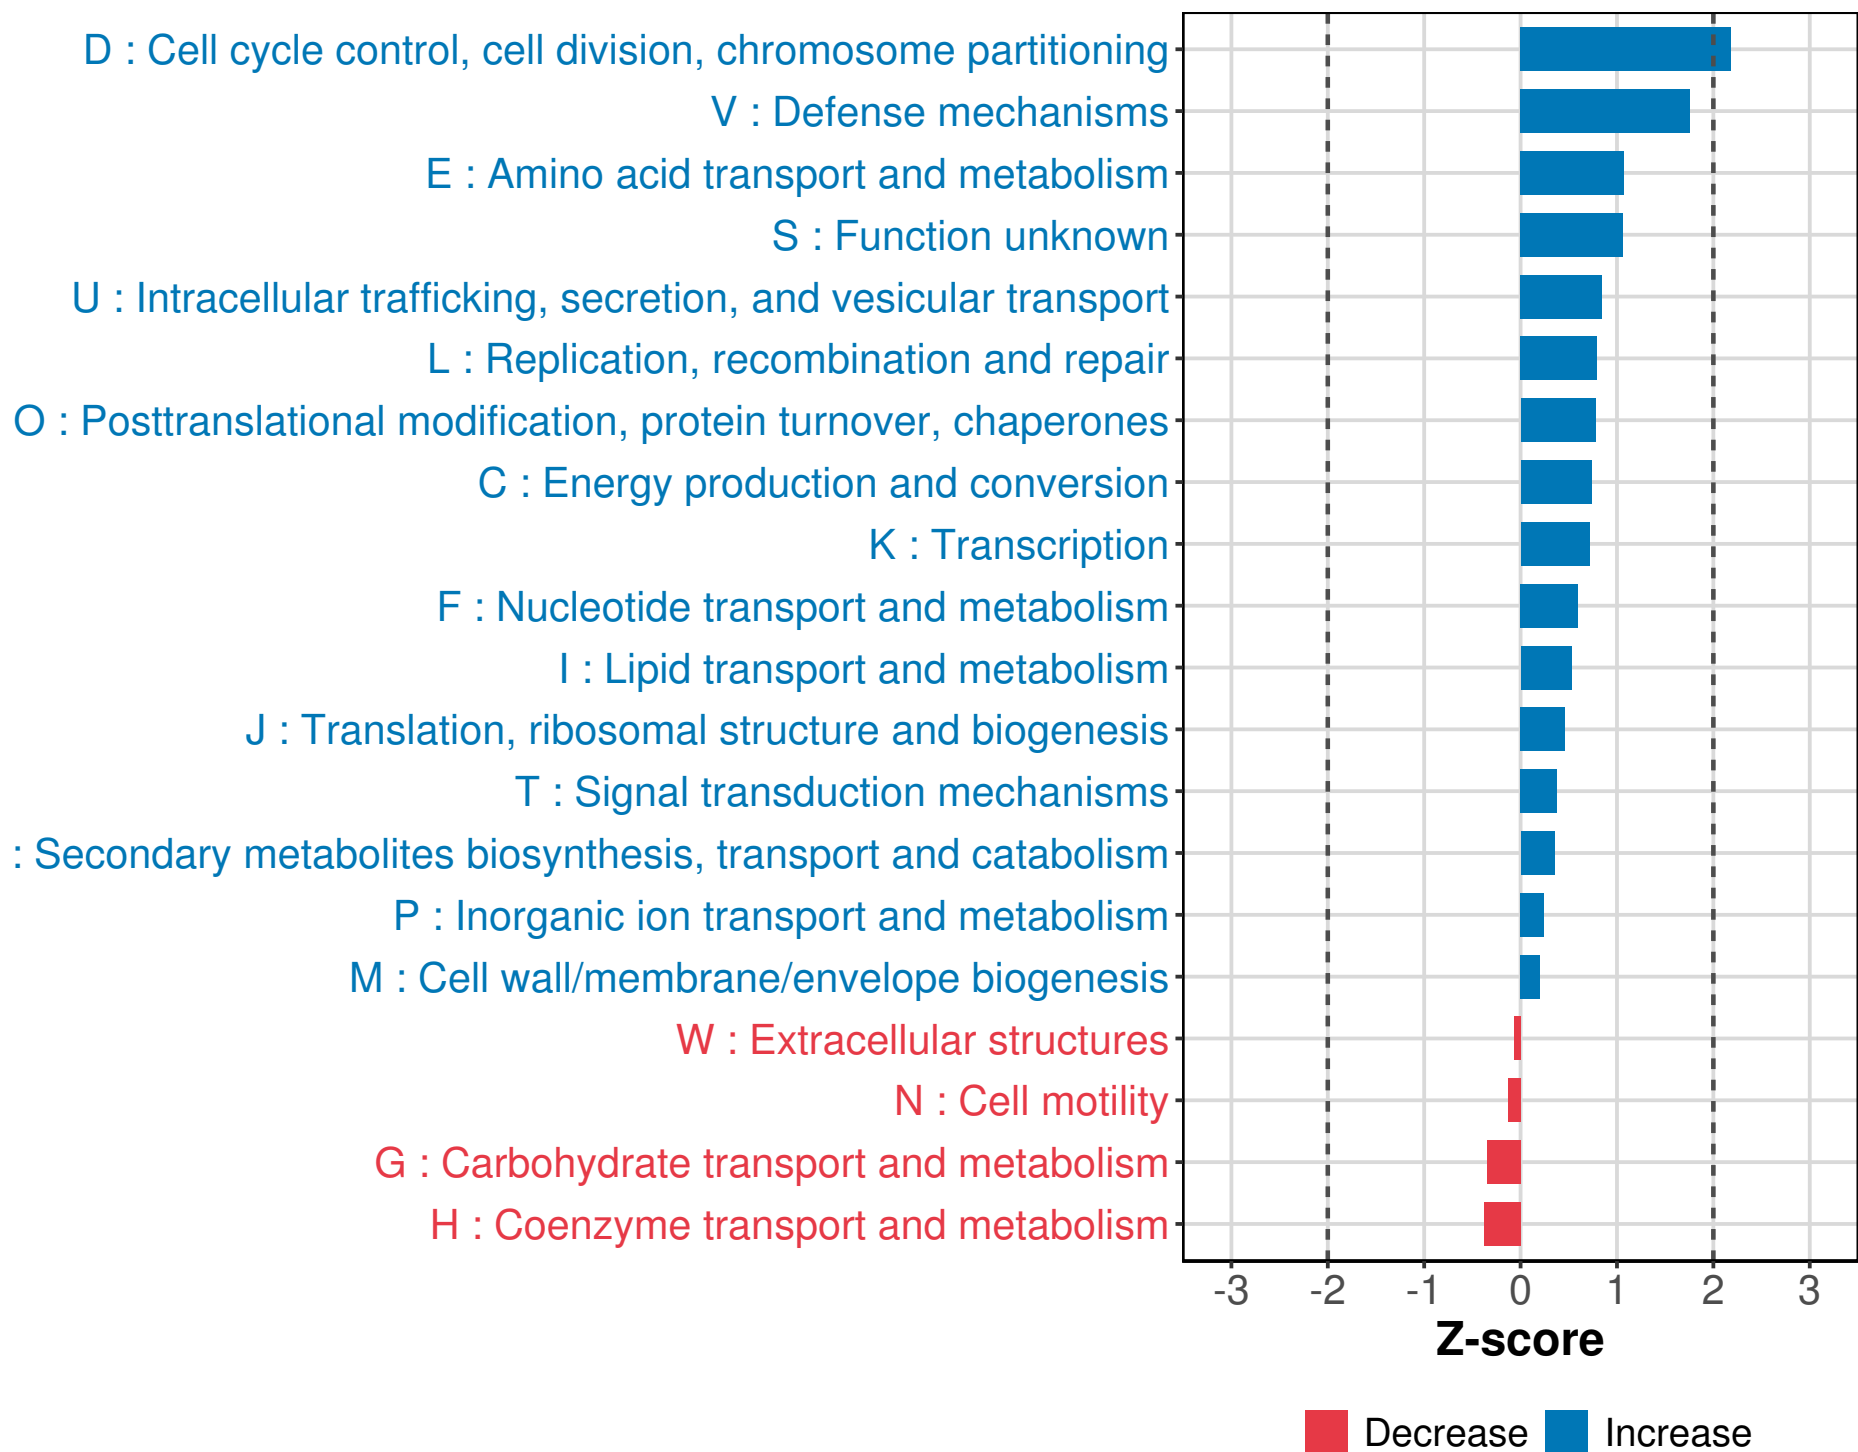 D : Cell cycle control, cell division, chromosome partitioning
V : Defense mechanisms
E : Amino acid transport and metabolism
S : Function unknown
U : Intracellular trafficking, secretion, and vesicular transport
L : Replication, recombination and repair
O : Posttranslational modification, protein turnover, chaperones
C : Energy production and conversion
K : Transcription
F : Nucleotide transport and metabolism
I : Lipid transport and metabolism
J : Translation, ribosomal structure and biogenesis
T : Signal transduction mechanisms
: Secondary metabolites biosynthesis, transport and catabolism
P : Inorganic ion transport and metabolism
M : Cell wall/membrane/envelope biogenesis
W : Extracellular structures
N : Cell motility
G : Carbohydrate transport and metabolism
H : Coenzyme transport and metabolism
-3 -2 -1 0 1 2 3
Z-score
Decrease Increase